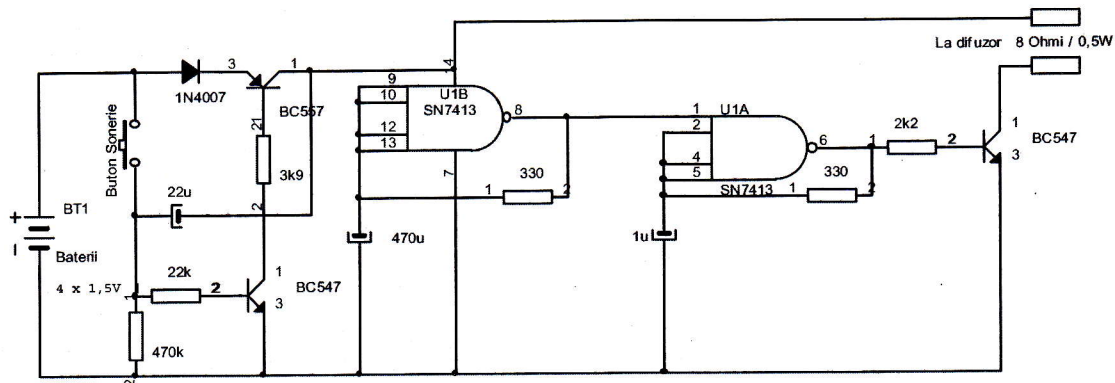 La difuzor 8 Ohmi / 0,5W
3
1
14
1N4007
BC557
9
10
12
13
U1B
SN7413
8
1
2
4
5
U1A
SN7413
6
1
2k2
2
1
BC547
3
Buton Sonerie
21
3k9
2
7
1
330
2
1
330
2
22u
+
BT1
-
Baterii
4 x 1,5V
470u
1u
1
22k
2
1
BC547
3
470k